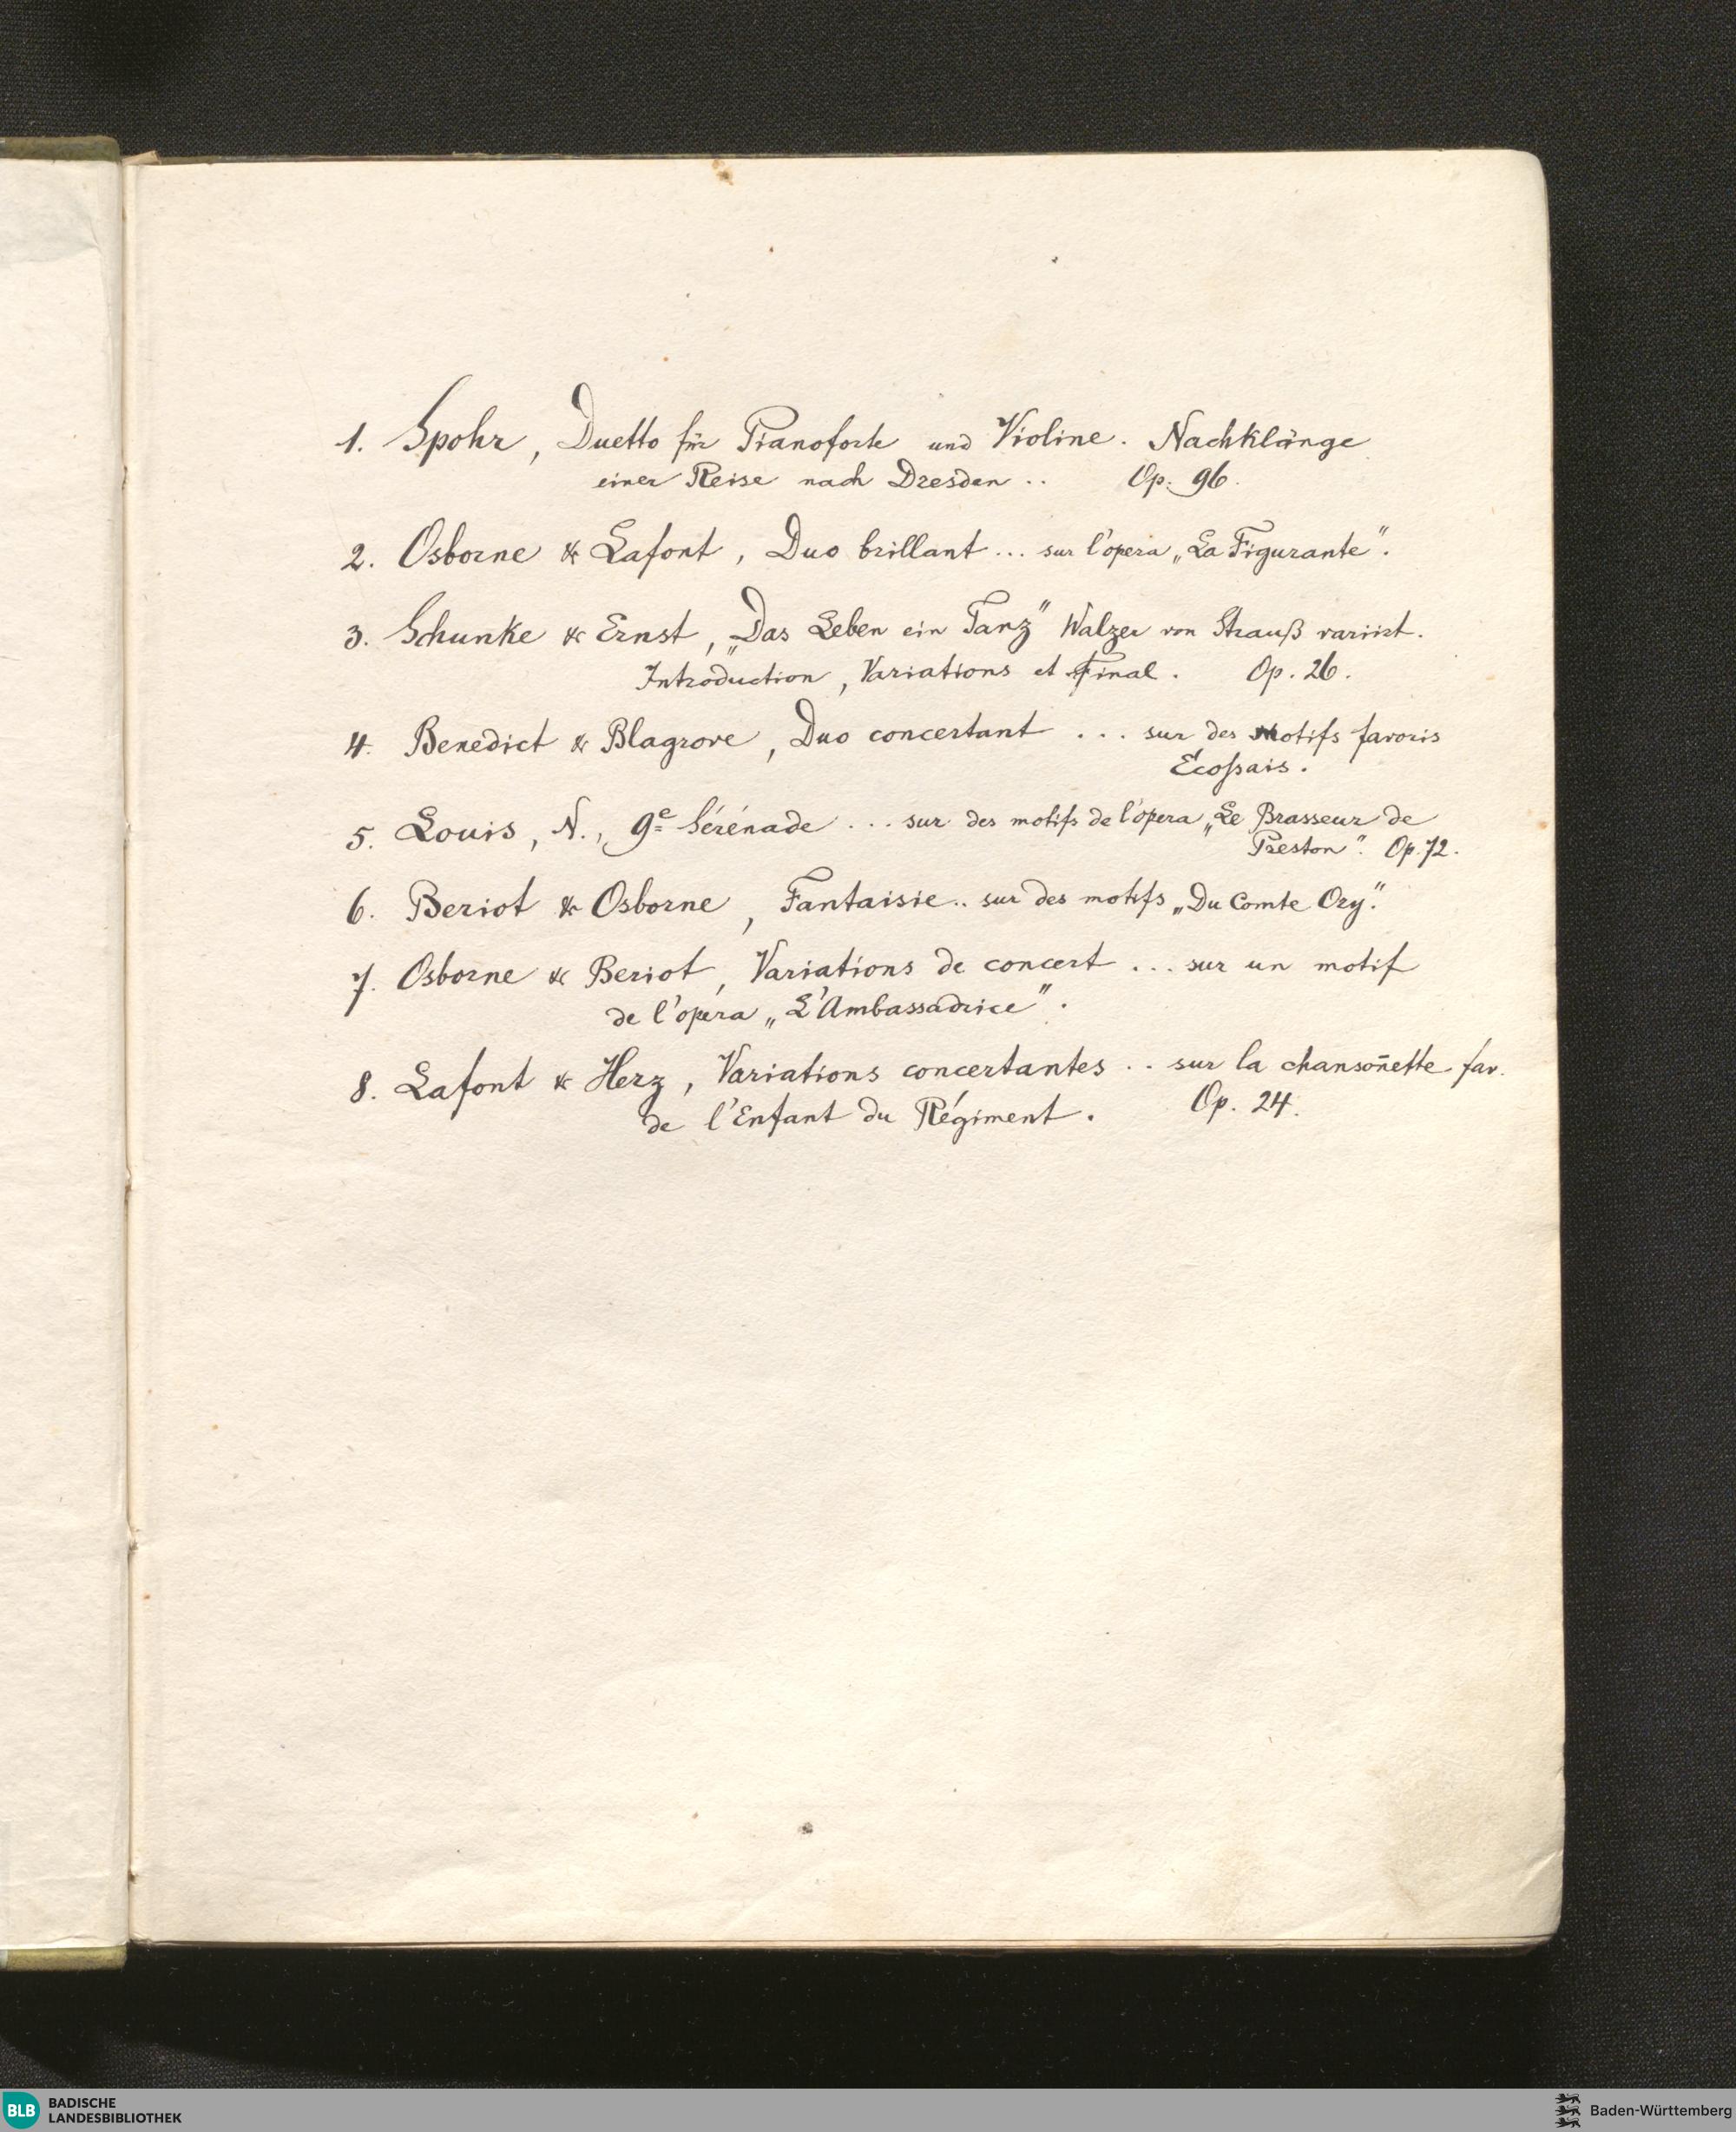 1. Spohr, Duetto für Pianoforte und Violine. Nachklänge
einer Reise nach Dresden .. Op. 96.
2. Osborne & Lafont, Duo brillant ... sur l'opera „La Figurante".
3. Schunke & Ernst, „Das Leben ein Tanz" Walzer von Strauß variirt.
Introduction, Variations et Final. Op. 26.
4. Benedict & Blagrove, Duo concertant ... sur des motifs favoris
Écoſsais.
5. Louis, N., 9e Sérénade ... sur des motifs de l'opéra „Le Brasseur de
Preston". Op. 72.
6. Beriot & Osborne, Fantaisie .. sur des motifs „Du Comte Ory".
7. Osborne & Beriot, Variations de concert ... sur un motif
de l'opéra „L'Ambassadrice".
8. Lafont & Herz, Variations concertantes .. sur la chanson̄ette fav.
de l'Enfant du Régiment. Op. 24.
BLB BADISCHE
LANDESBIBLIOTHEK
Baden-Württemberg